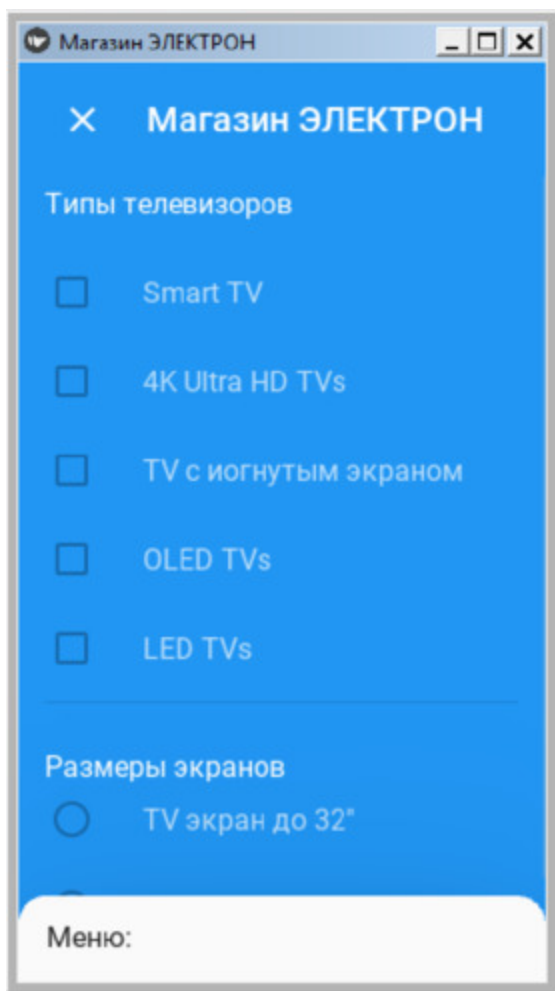 Магазин ЭЛЕКТРОН
Магазин ЭЛЕКТРОН
Типы телевизоров
Smart TV
4K Ultra HD TVs
TV с иогнутым экраном
OLED TVs
LED TVs
Размеры экранов
TV экран до 32"
Меню: